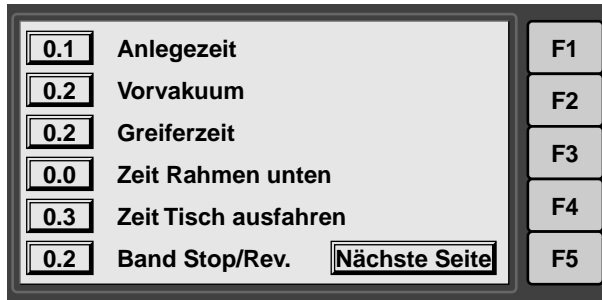 0.1 Anlegezeit F1
0.2 Vorvakuum F2
0.2 Greiferzeit F3
0.0 Zeit Rahmen unten
0.3 Zeit Tisch ausfahren F4
0.2 Band Stop/Rev. Nächste Seite F5